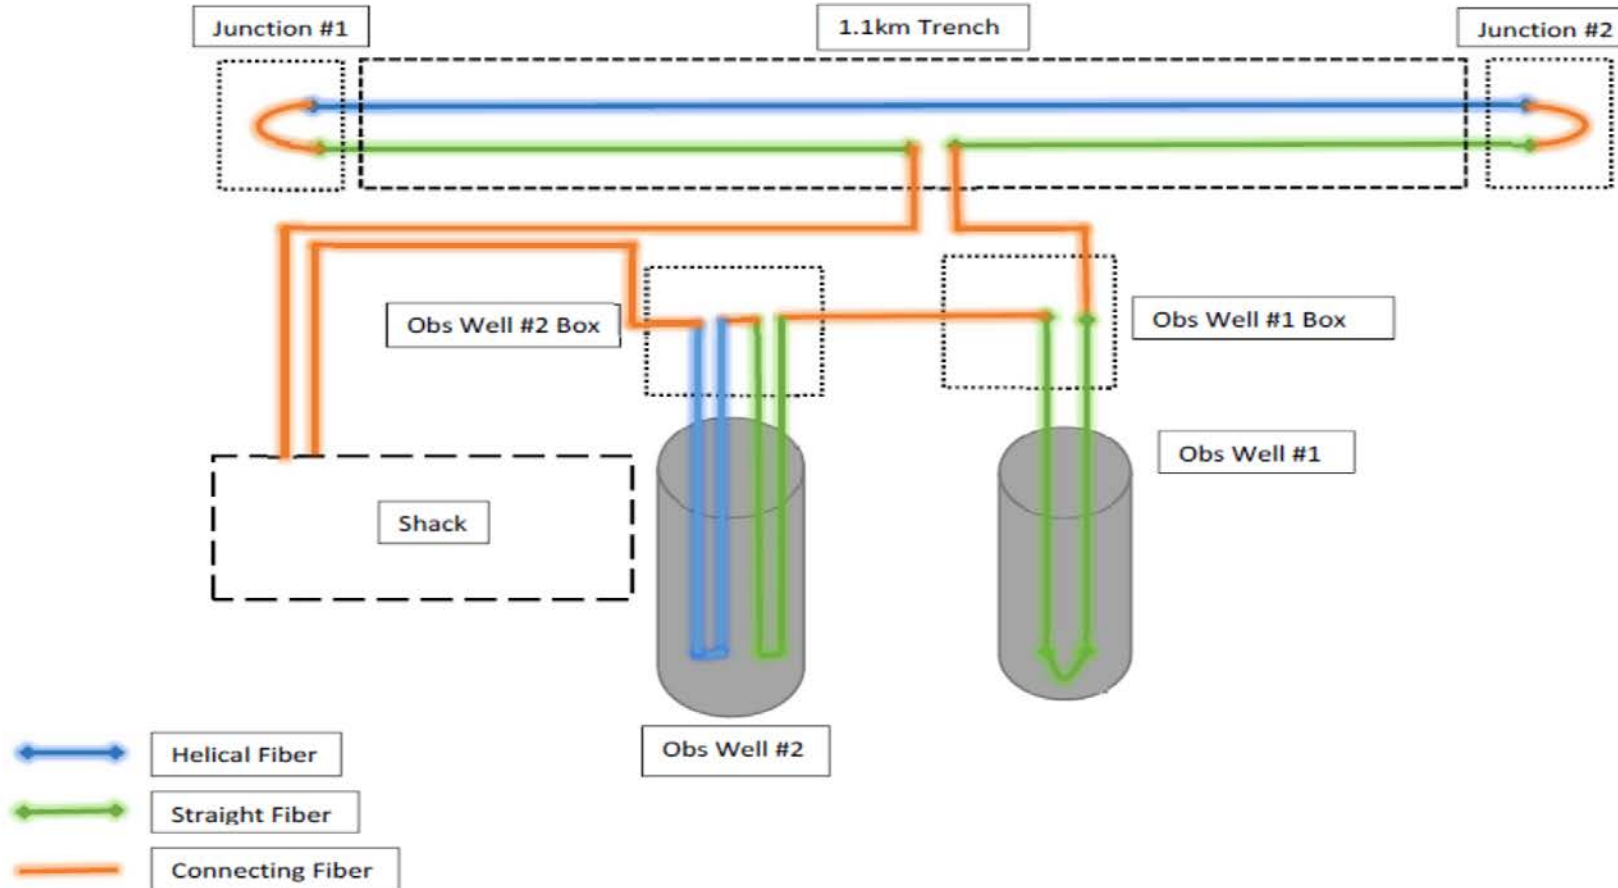 Junction #1
1.1km Trench
Junction #2
Obs Well #2 Box
Obs Well #1 Box
Obs Well #1
Shack
Obs Well #2
Helical Fiber
Straight Fiber
Connecting Fiber